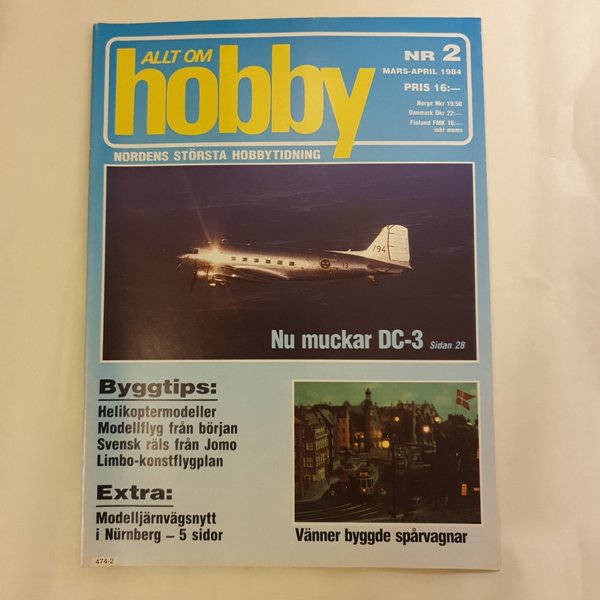 ALLT OM
hobby
NR 2
MARS-APRIL 1984
PRIS 16:—
Norge Nkr 19:50
Danmark Dkr 22:—
Finland FMK 16:—
inkl moms
NORDENS STÖRSTA HOBBYTIDNING
794
13
Nu muckar DC-3 Sidan 28
Byggtips:
Helikoptermodeller
Modellflyg från början
Svensk räls från Jomo
Limbo-konstflygplan
Extra:
Modelljärnvägsnytt
i Nürnberg – 5 sidor
Vänner byggde spårvagnar
474-2